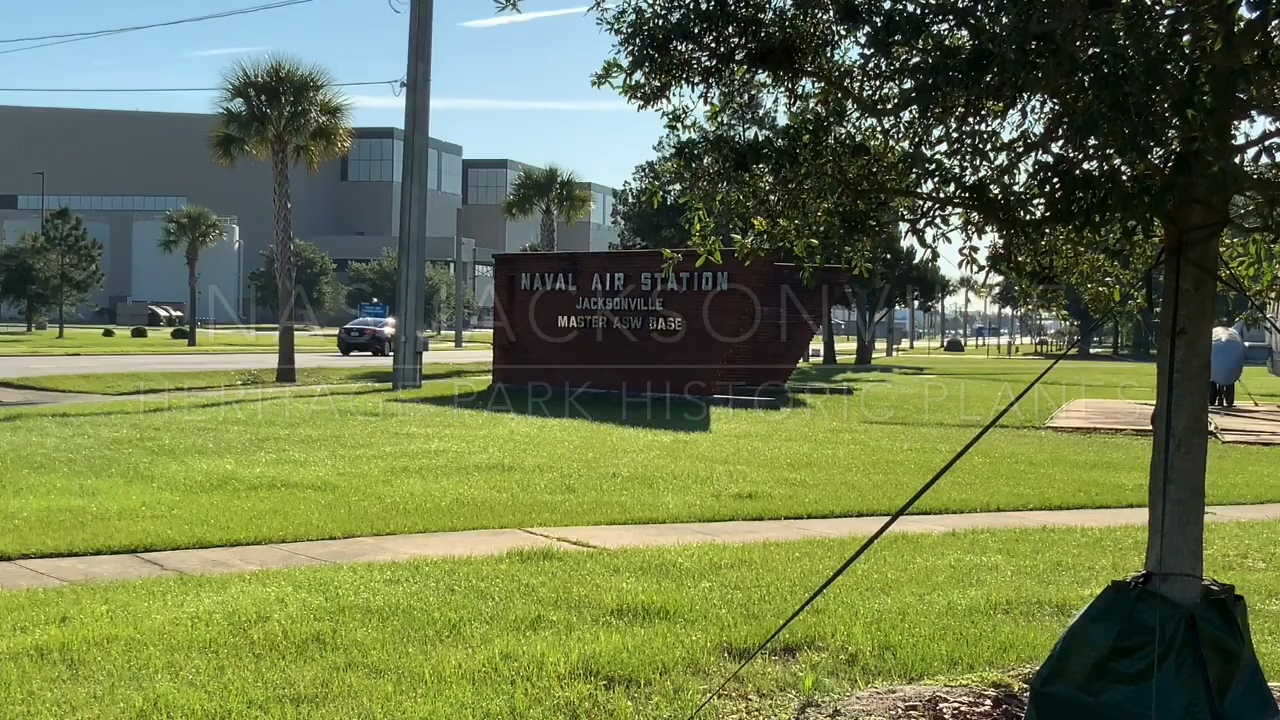 NAVAL AIR STATION
JACKSONVILLE
MASTER ASW BASE
NAS JACKSONVILLE
HERITAGE PARK HISTORIC PLANES